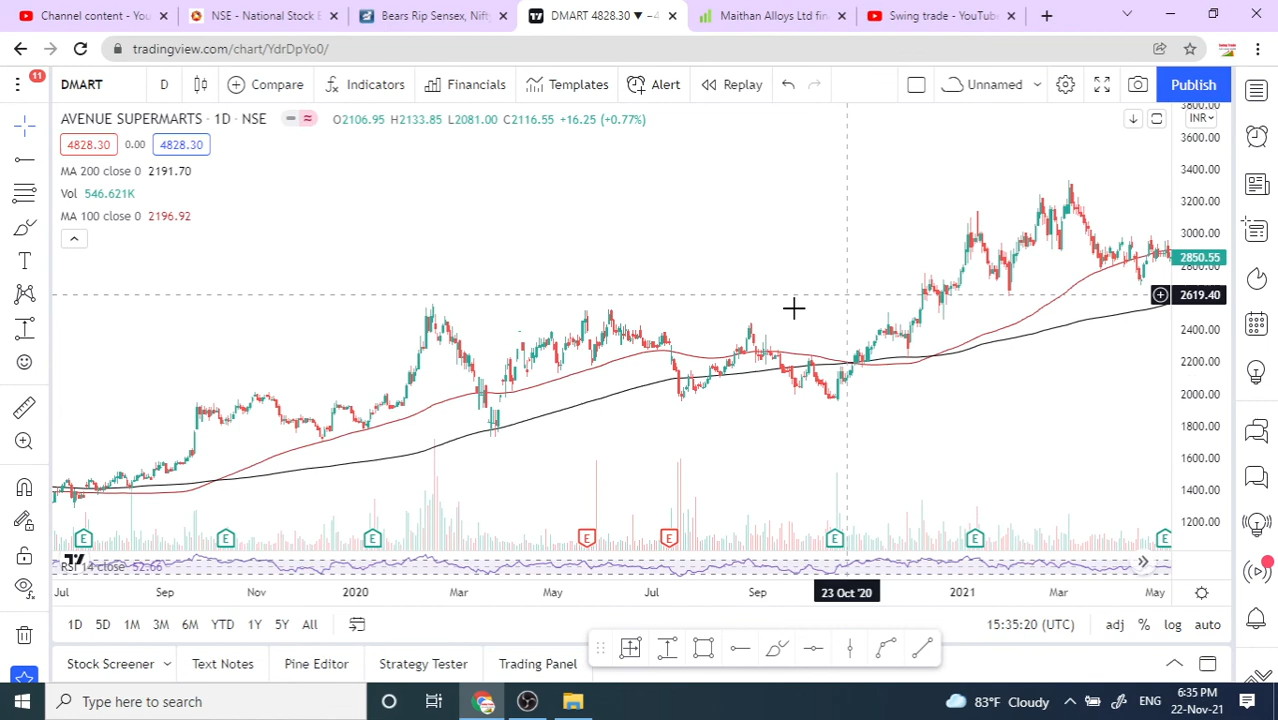 Channel content - You
NSE - National Stock E
Bears Rip Sensex, Nifty
DMART 4828.30 ▼ −4
Maithan Alloys Ltd fin
Swing trade - YouTube
tradingview.com/chart/YdrDpYo0/
11
DMART
D
Compare
Indicators
Financials
Templates
Alert
Replay
Unnamed
Publish
AVENUE SUPERMARTS · 1D · NSE
O2106.95 H2133.85 L2081.00 C2116.55 +16.25 (+0.77%)
INR
4828.30 0.00 4828.30
MA 200 close 0 2191.70
Vol 546.621K
MA 100 close 0 2196.92
3800.00
3600.00
3400.00
3200.00
3000.00
2850.55
2800.00
2619.40
2400.00
2200.00
2000.00
1800.00
1600.00
1400.00
1200.00
E E E E E E E E
RSI 14 close 52.66
Jul Sep Nov 2020 Mar May Jul Sep 23 Oct '20 2021 Mar May
1D 5D 1M 3M 6M YTD 1Y 5Y All
15:35:20 (UTC)
adj % log auto
Stock Screener
Text Notes
Pine Editor
Strategy Tester
Trading Panel
Type here to search
83°F Cloudy
ENG
6:35 PM
22-Nov-21